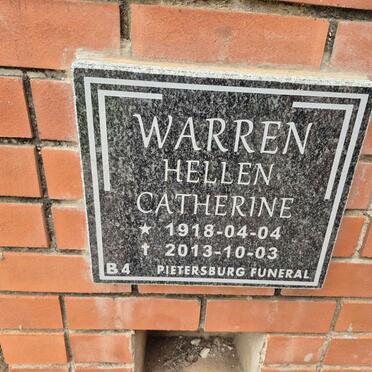 WARREN
HELLEN
CATHERINE
★ 1918-04-04
† 2013-10-03
B4 PIETERSBURG FUNERAL